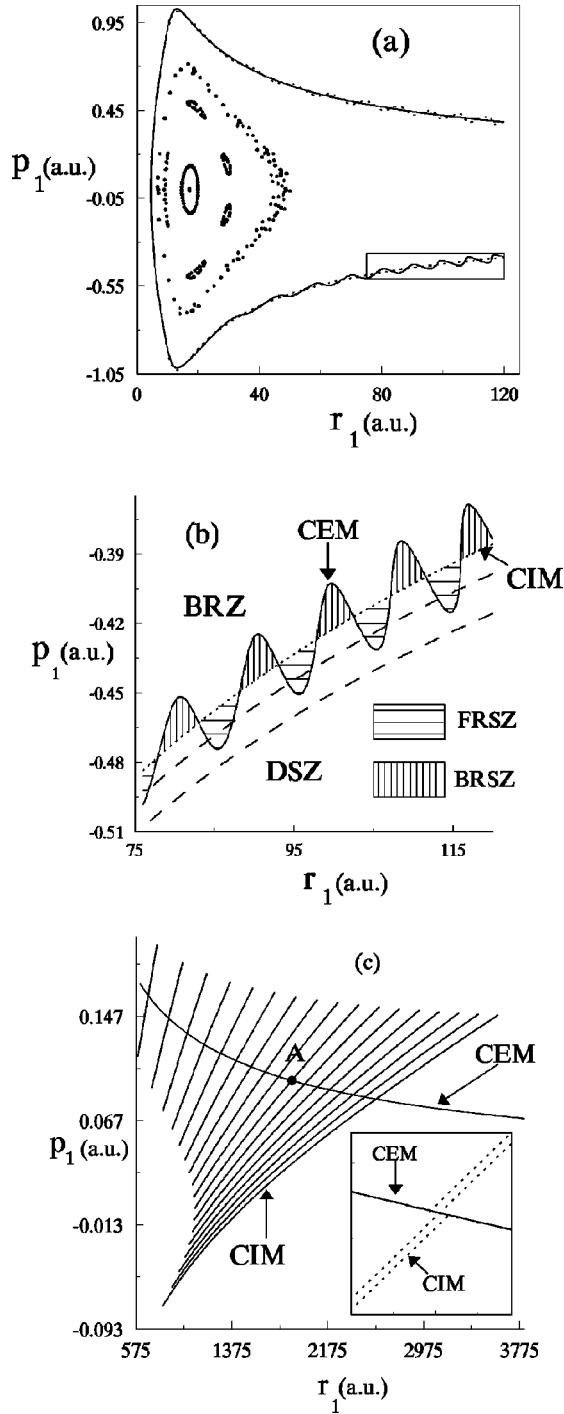 (a)
0.95
0.45
-0.05
-0.55
-1.05
p1(a.u.)
0
40
80
120
r1(a.u.)
(b)
CEM
CIM
BRZ
DSZ
FRSZ
BRSZ
-0.39
-0.42
-0.45
-0.48
-0.51
p1(a.u.)
75
95
115
r1(a.u.)
(c)
0.147
0.067
-0.013
-0.093
p1(a.u.)
A
CEM
CIM
CEM
CIM
575
1375
2175
2975
3775
r1(a.u.)